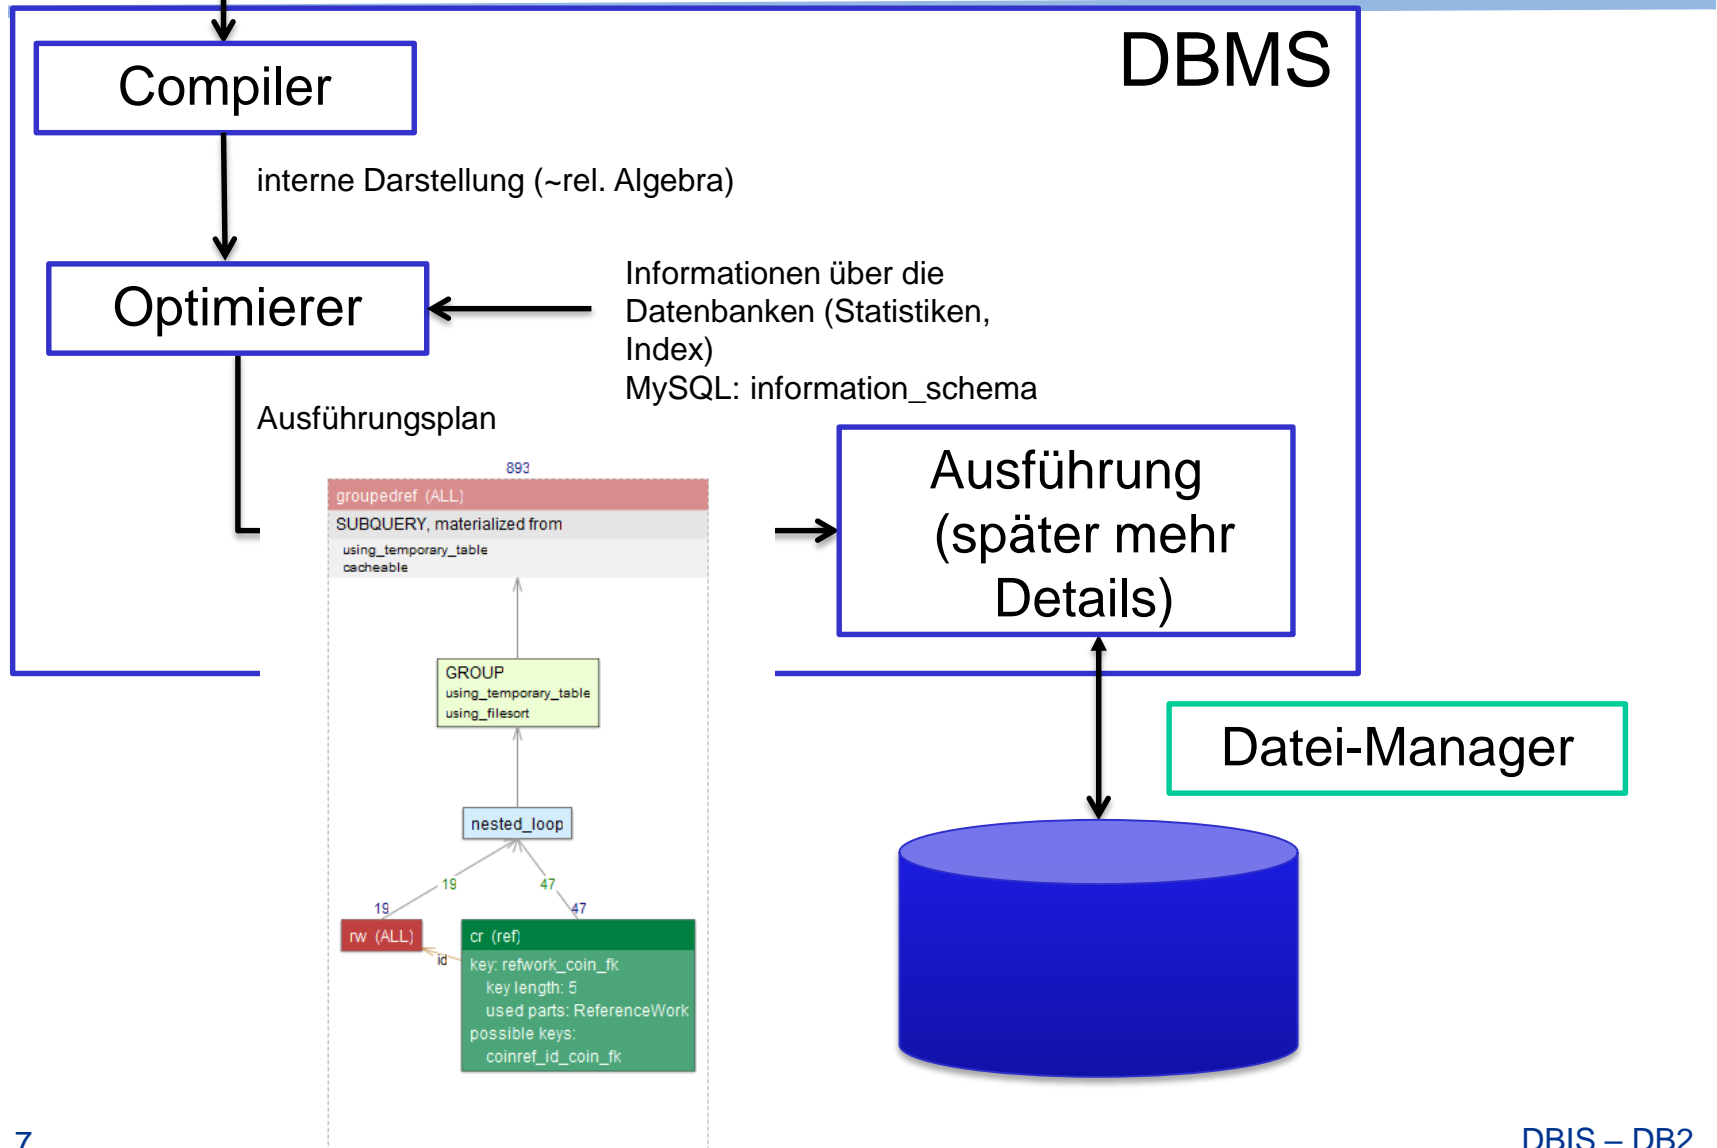 DBMS
Compiler
interne Darstellung (~rel. Algebra)
Optimierer
Informationen über die
Datenbanken (Statistiken,
Index)
MySQL: information_schema
Ausführungsplan
Ausführung
(später mehr
Details)
893
groupedref (ALL)
SUBQUERY, materialized from
using_temporary_table
cacheable
GROUP
using_temporary_table
using_filesort
nested_loop
19
47
19
47
rw (ALL)
id
cr (ref)
key: refwork_coin_fk
key length: 5
used parts: ReferenceWork
possible keys:
coinref_id_coin_fk
Datei-Manager
7
DBIS – DB2